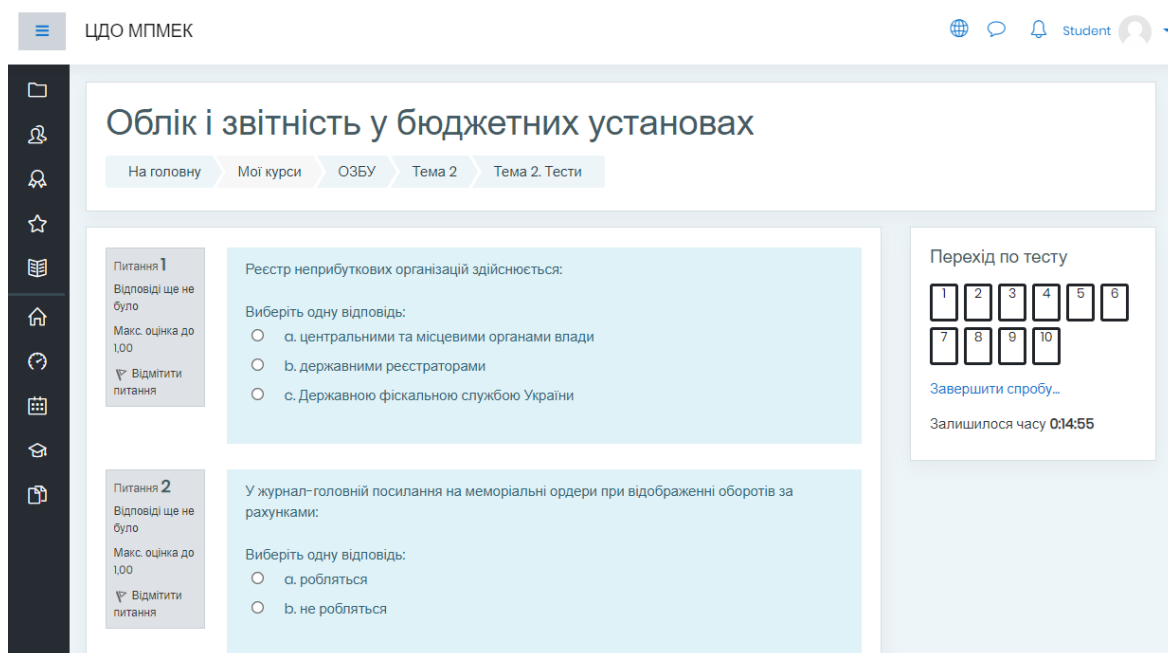 ЦДО МПМЕК
Student
Облік і звітність у бюджетних установах
На головну Мої курси ОЗБУ Тема 2 Тема 2. Тести
Питання 1
Відповіді ще не
було
Макс. оцінка до
1,00
Відмітити
питання
Реєстр неприбуткових організацій здійснюється:
Виберіть одну відповідь:
a. центральними та місцевими органами влади
b. державними реєстраторами
c. Державною фіскальною службою України
Питання 2
Відповіді ще не
було
Макс. оцінка до
1,00
Відмітити
питання
У журнал-головній посилання на меморіальні ордери при відображенні оборотів за
рахунками:
Виберіть одну відповідь:
a. робляться
b. не робляться
Перехід по тесту
1 2 3 4 5 6
7 8 9 10
Завершити спробу...
Залишилося часу 0:14:55